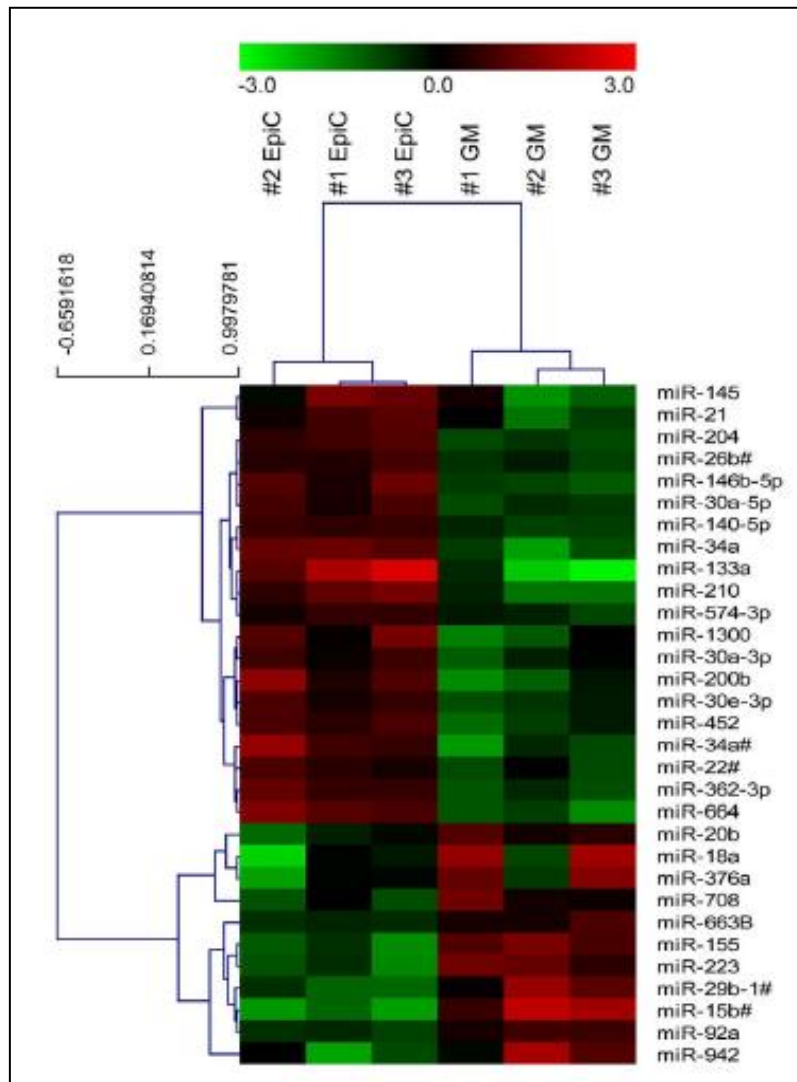 -3.0 0.0 3.0
#2 EpiC
#1 EpiC
#3 EpiC
#1 GM
#2 GM
#3 GM
-0.6591618
0.16940814
0.9979781
miR-145
miR-21
miR-204
miR-26b#
miR-146b-5p
miR-30a-5p
miR-140-5p
miR-34a
miR-133a
miR-210
miR-574-3p
miR-1300
miR-30a-3p
miR-200b
miR-30e-3p
miR-452
miR-34a#
miR-22#
miR-362-3p
miR-664
miR-20b
miR-18a
miR-376a
miR-708
miR-663B
miR-155
miR-223
miR-29b-1#
miR-15b#
miR-92a
miR-942